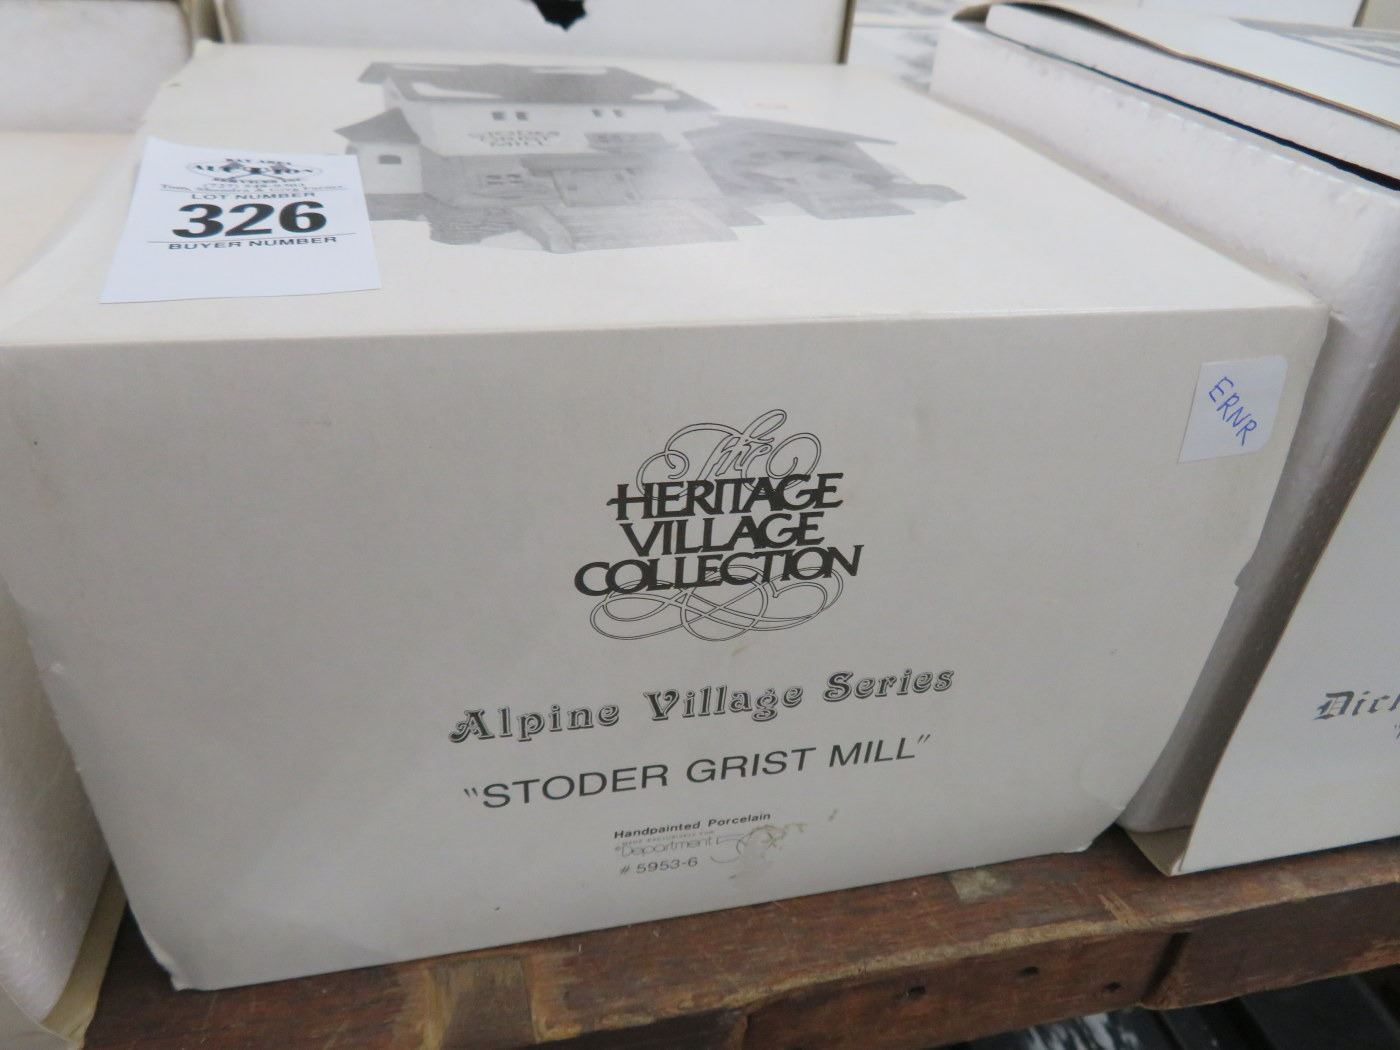 LOT NUMBER
326
BUYER NUMBER
ERNR
The
HERITAGE
VILLAGE
COLLECTION
Alpine Village Series
"STODER GRIST MILL"
Handpainted Porcelain
Department 56
# 5953-6